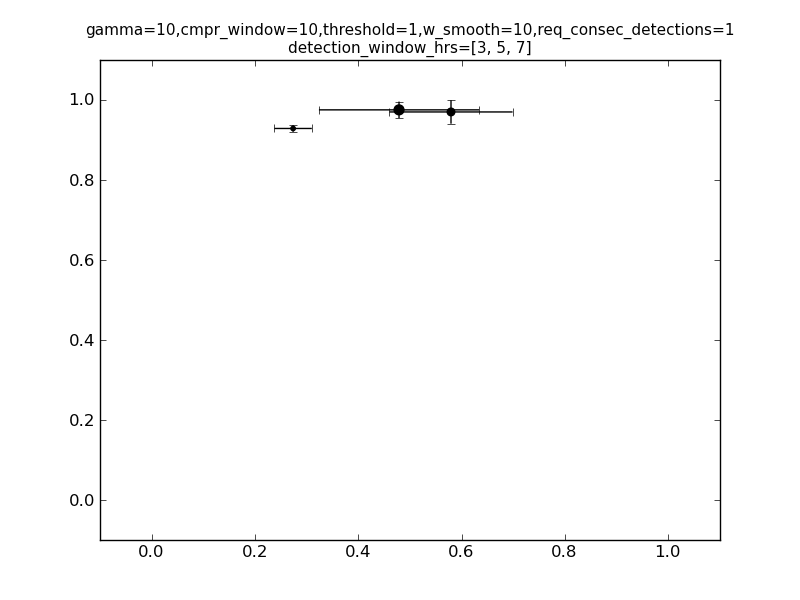 gamma=10,cmpr_window=10,threshold=1,w_smooth=10,req_consec_detections=1
detection_window_hrs=[3, 5, 7]
1.0
0.8
0.6
0.4
0.2
0.0
0.0 0.2 0.4 0.6 0.8 1.0